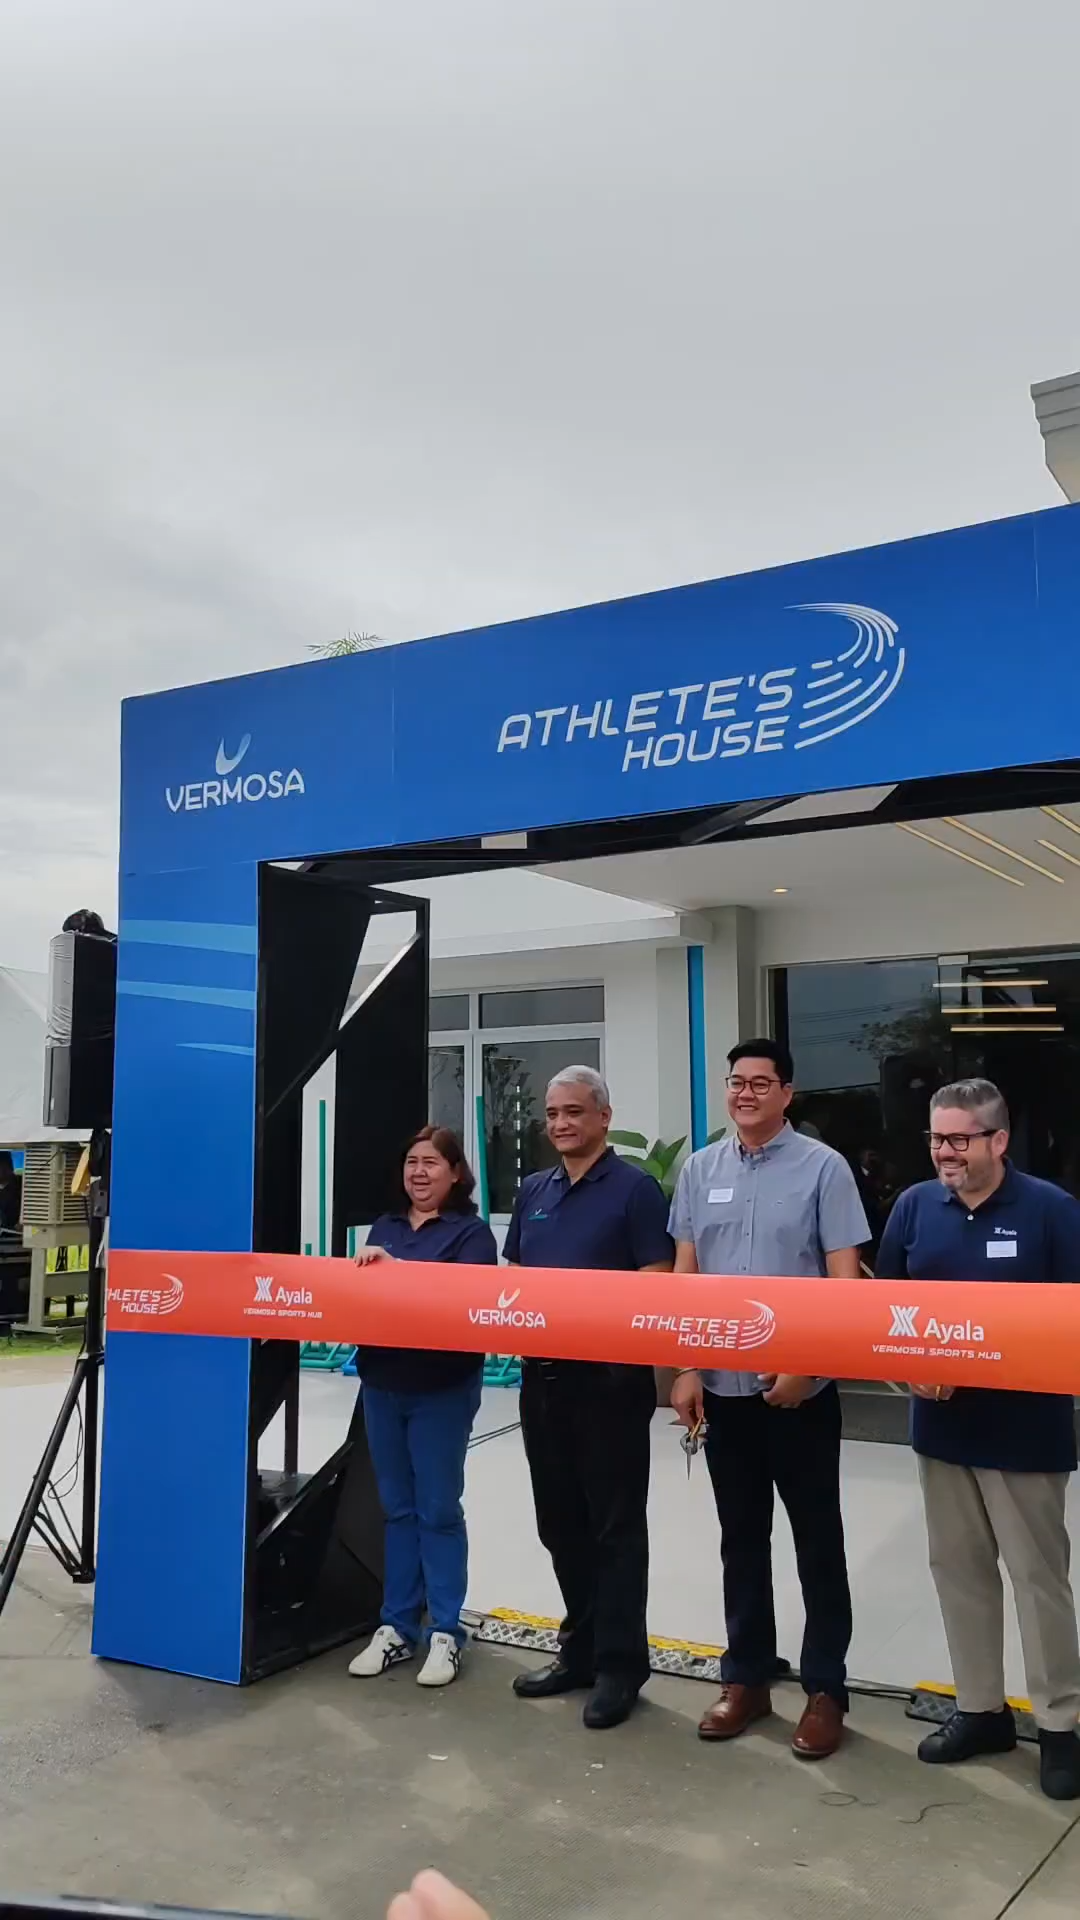 VERMOSA
ATHLETE'S
HOUSE
HLETE'S
HOUSE
Ayala
VERMOSA SPORTS HUB
VERMOSA
ATHLETE'S
HOUSE
Ayala
VERMOSA SPORTS HUB
Ayala